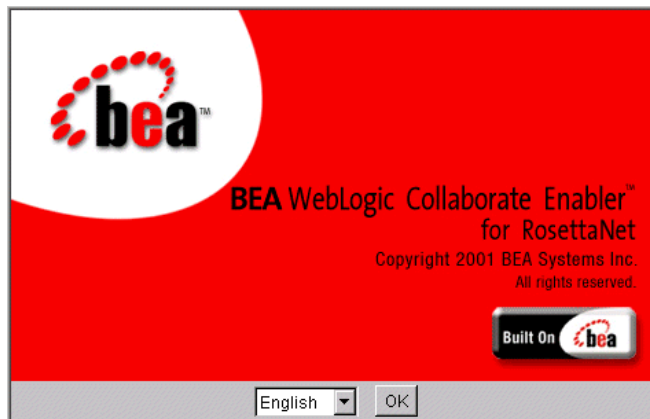 bea™
BEA WebLogic Collaborate Enabler™
for RosettaNet
Copyright 2001 BEA Systems Inc.
All rights reserved.
Built On bea
English OK